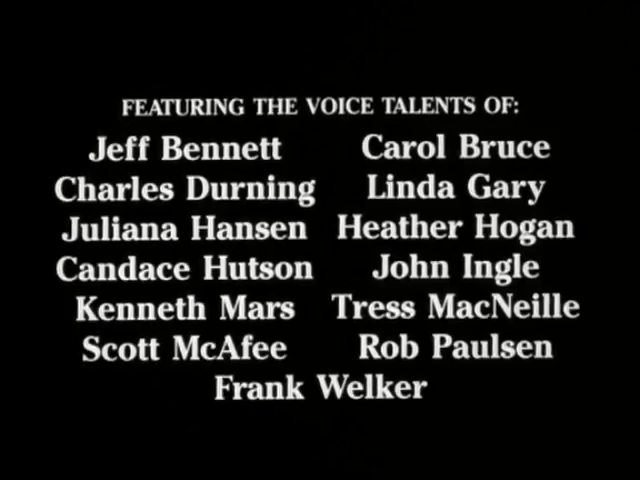 FEATURING THE VOICE TALENTS OF:
Jeff Bennett Carol Bruce
Charles Durning Linda Gary
Juliana Hansen Heather Hogan
Candace Hutson John Ingle
Kenneth Mars Tress MacNeille
Scott McAfee Rob Paulsen
Frank Welker